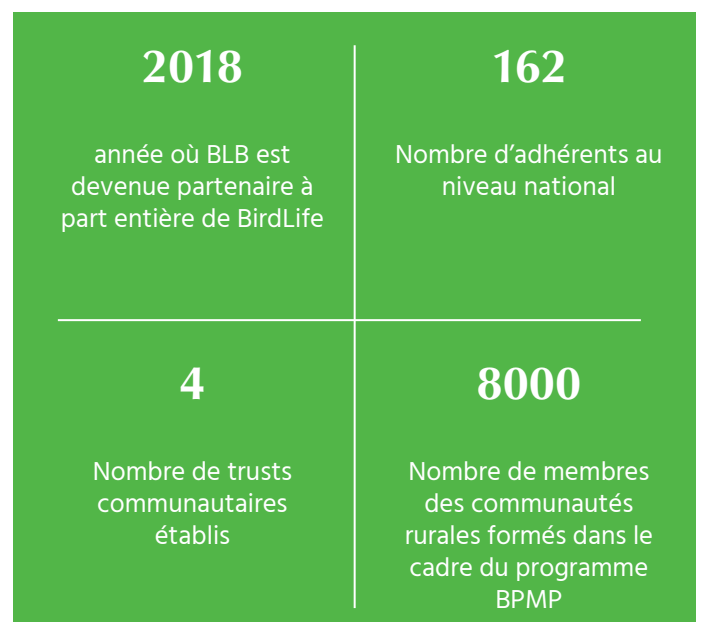 2018
année où BLB est
devenue partenaire à
part entière de BirdLife
162
Nombre d’adhérents au
niveau national
4
Nombre de trusts
communautaires
établis
8000
Nombre de membres
des communautés
rurales formés dans le
cadre du programme
BPMP